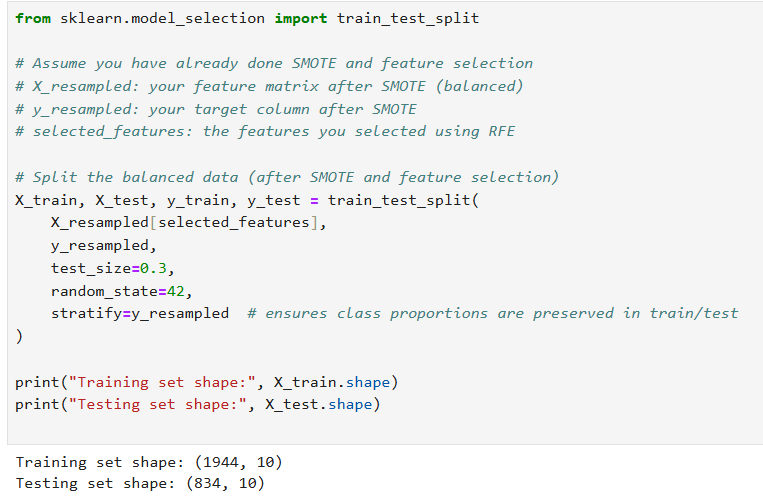 from sklearn.model_selection import train_test_split
# Assume you have already done SMOTE and feature selection
# X_resampled: your feature matrix after SMOTE (balanced)
# y_resampled: your target column after SMOTE
# selected_features: the features you selected using RFE
# Split the balanced data (after SMOTE and feature selection)
X_train, X_test, y_train, y_test = train_test_split(
    X_resampled[selected_features],
    y_resampled,
    test_size=0.3,
    random_state=42,
    stratify=y_resampled  # ensures class proportions are preserved in train/test
)
print("Training set shape:", X_train.shape)
print("Testing set shape:", X_test.shape)
Training set shape: (1944, 10)
Testing set shape: (834, 10)